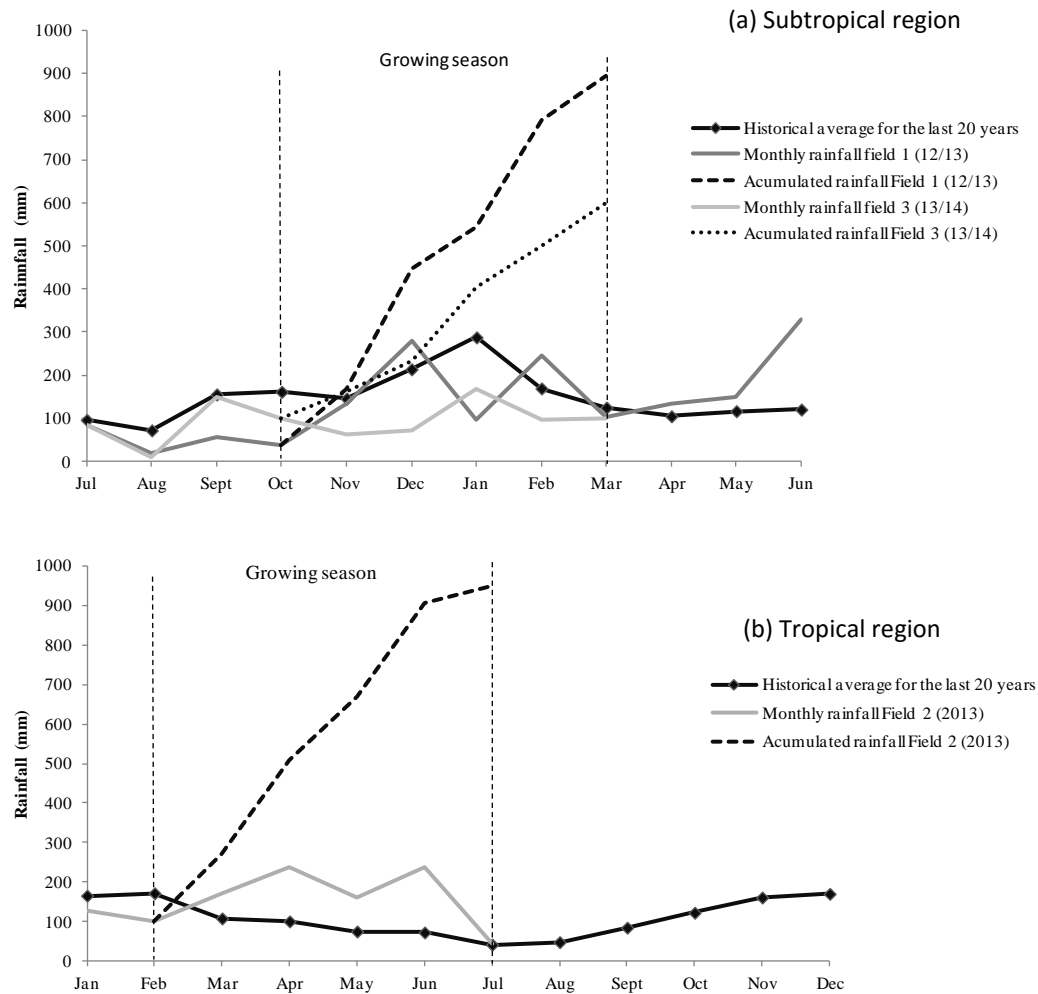 (a) Subtropical region
Growing season
1000
900
800
700
600
500
400
300
200
100
0
Rainnfall (mm)
Historical average for the last 20 years
Monthly rainfall field 1 (12/13)
Acumulated rainfall Field 1 (12/13)
Monthly rainfall field 3 (13/14)
Acumulated rainfall Field 3 (13/14)
Jul Aug Sept Oct Nov Dec Jan Feb Mar Apr May Jun
Growing season
(b) Tropical region
1000
900
800
700
600
500
400
300
200
100
0
Rainfall (mm)
Historical average for the last 20 years
Monthly rainfall Field 2 (2013)
Acumulated rainfall Field 2 (2013)
Jan Feb Mar Apr May Jun Jul Aug Sept Oct Nov Dec